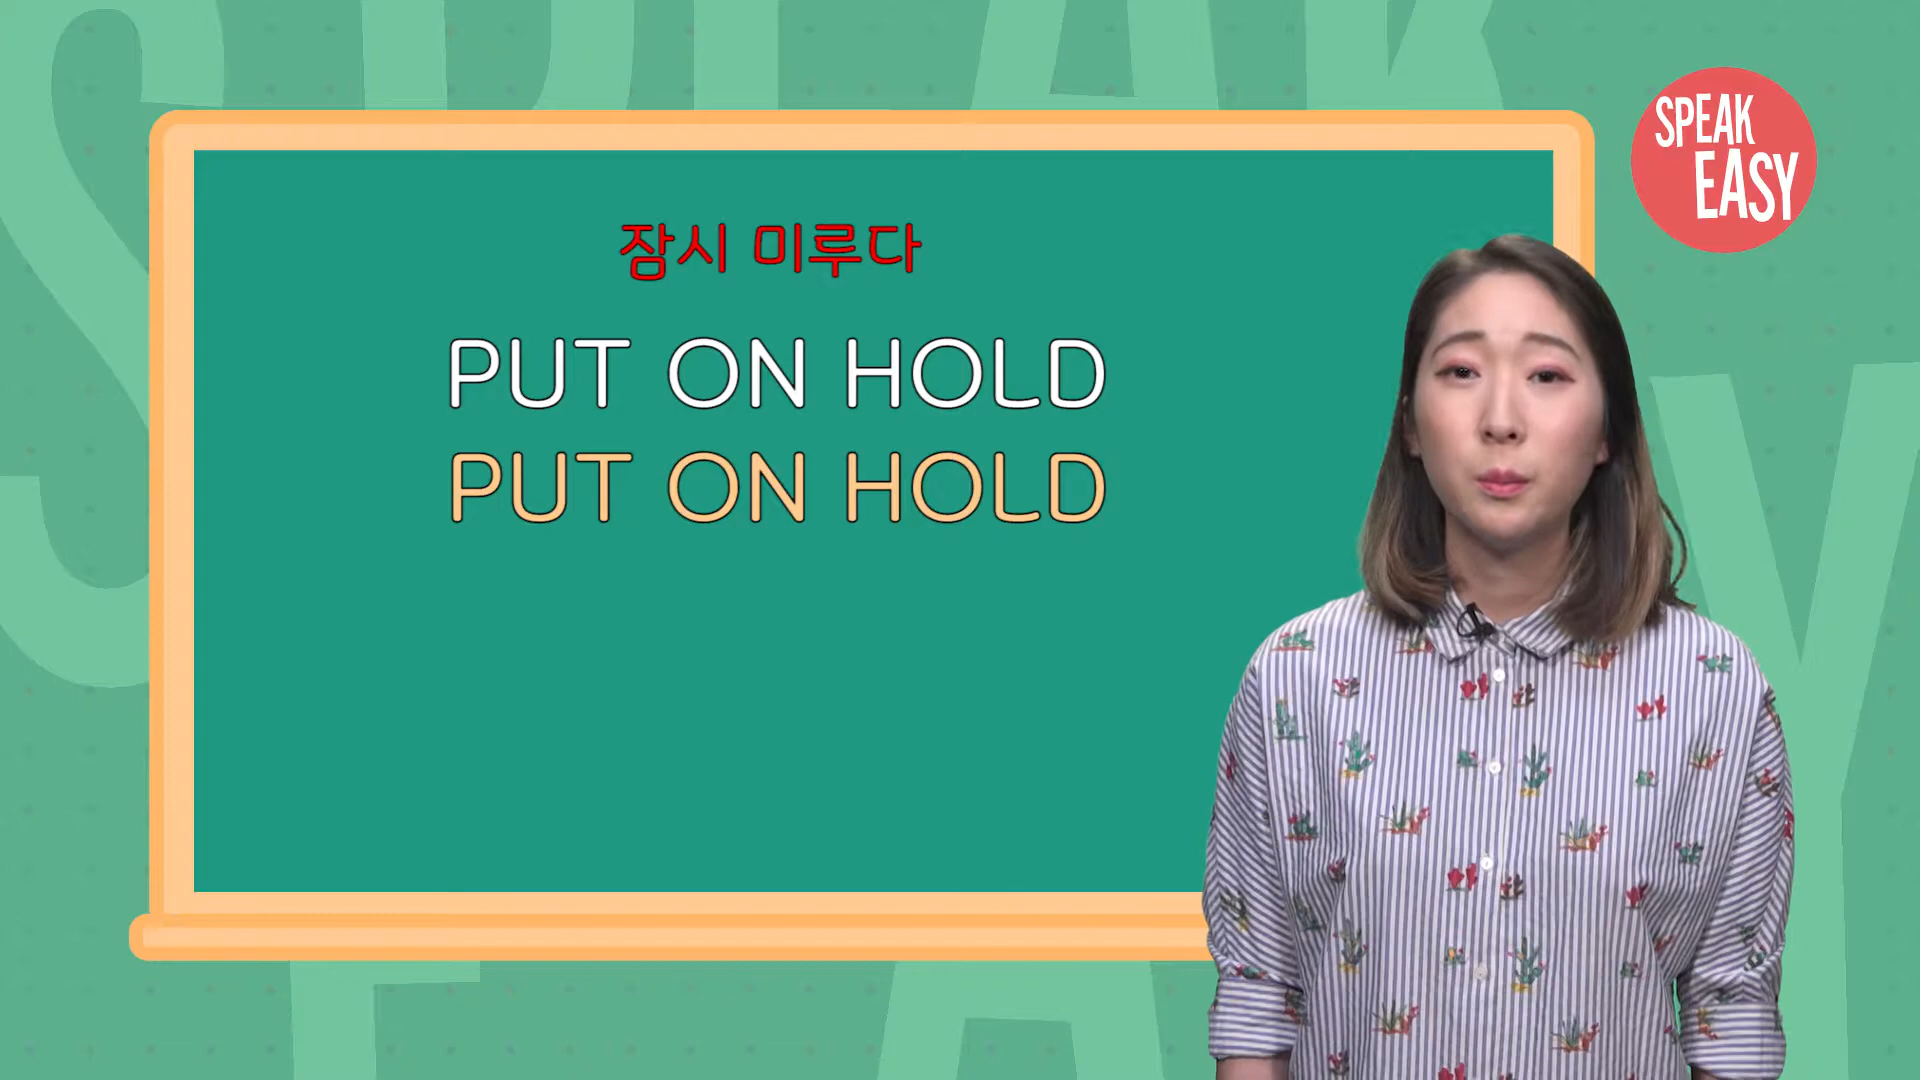 잠시 미루다
PUT ON HOLD
PUT ON HOLD
SPEAK
EASY